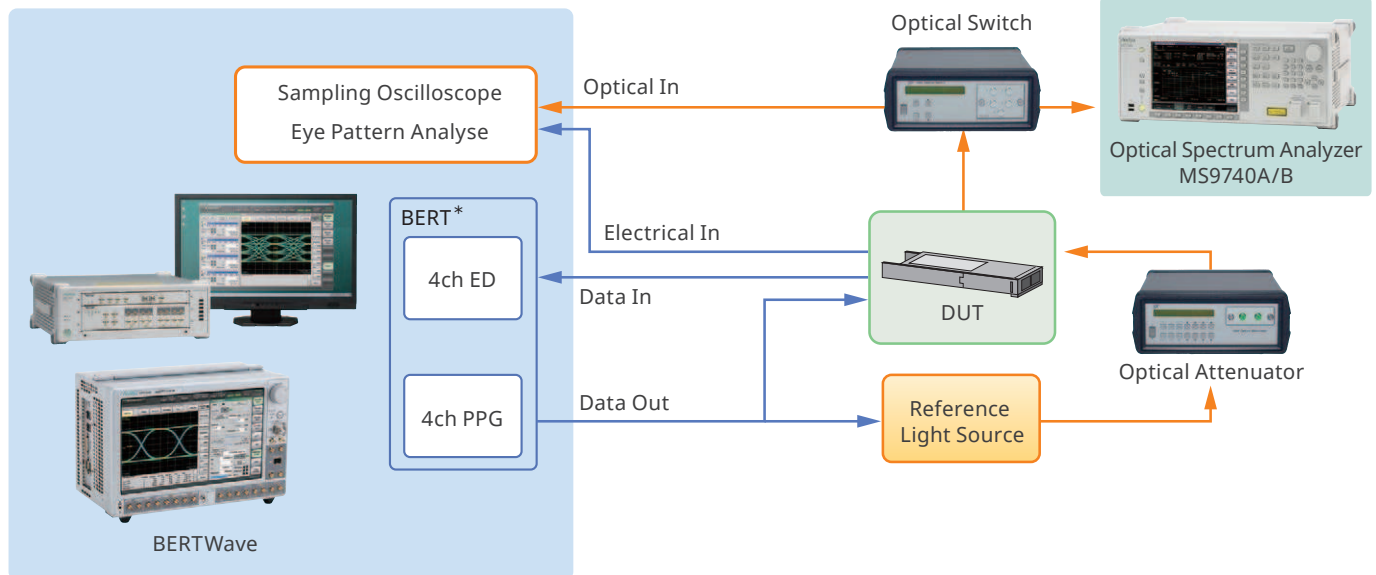 Optical Switch
Sampling Oscilloscope
Eye Pattern Analyse
Optical In
Optical Spectrum Analyzer
MS9740A/B
BERT*
4ch ED
Electrical In
Data In
DUT
4ch PPG
Data Out
Reference
Light Source
Optical Attenuator
BERTWave